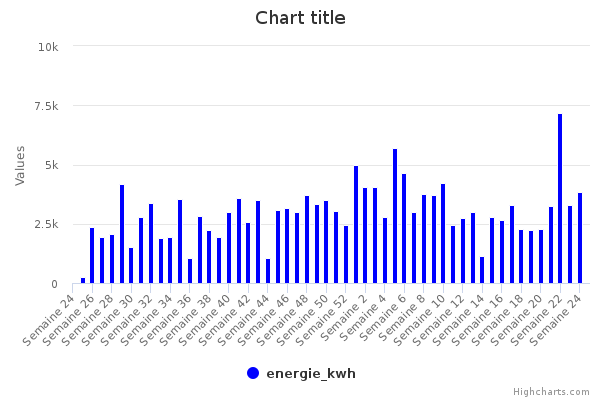 Chart title
Values
10k
7.5k
5k
2.5k
0
Semaine 24
Semaine 26
Semaine 28
Semaine 30
Semaine 32
Semaine 34
Semaine 36
Semaine 38
Semaine 40
Semaine 42
Semaine 44
Semaine 46
Semaine 48
Semaine 50
Semaine 52
Semaine 2
Semaine 4
Semaine 6
Semaine 8
Semaine 10
Semaine 12
Semaine 14
Semaine 16
Semaine 18
Semaine 20
Semaine 22
Semaine 24
energie_kwh
Highcharts.com